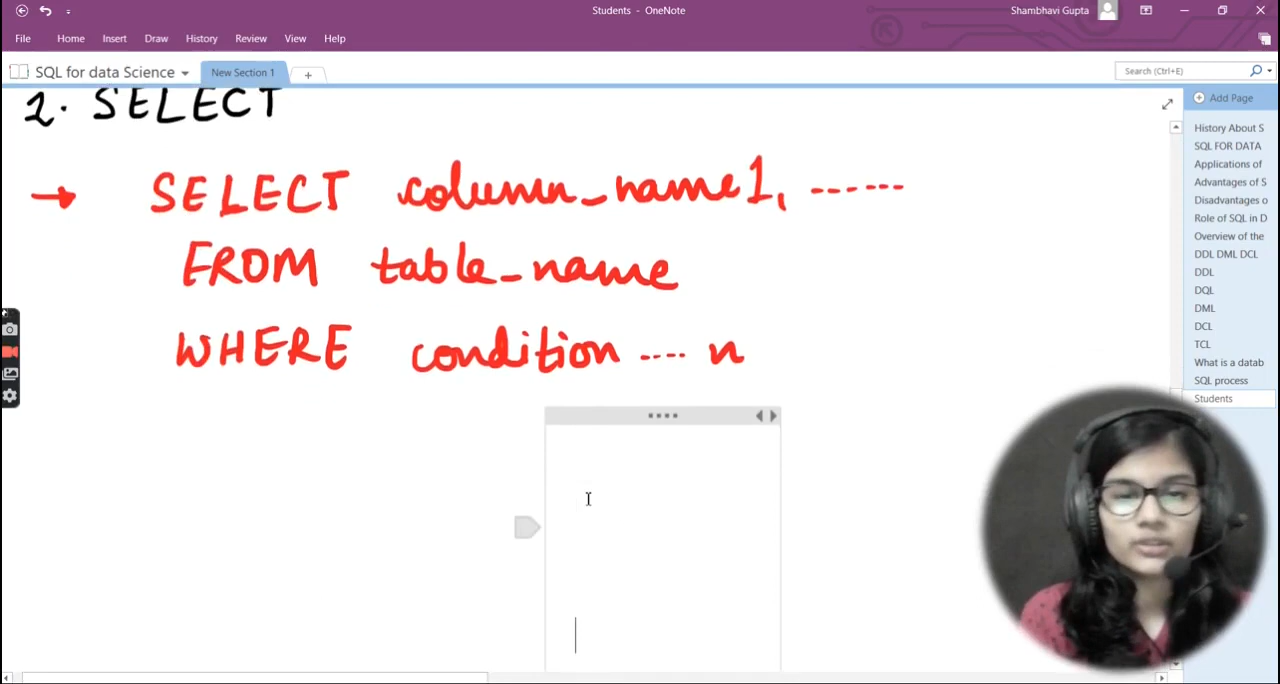 Students - OneNote
Shambhavi Gupta
File Home Insert Draw History Review View Help
SQL for data Science
New Section 1
+
Search (Ctrl+E)
Add Page
2. SELECT
→ SELECT column_name1, ------
FROM table_name
WHERE condition ---- n
History About S
SQL FOR DATA
Applications of
Advantages of S
Disadvantages o
Role of SQL in D
Overview of the
DDL DML DCL
DDL
DQL
DML
DCL
TCL
What is a datab
SQL process
Students